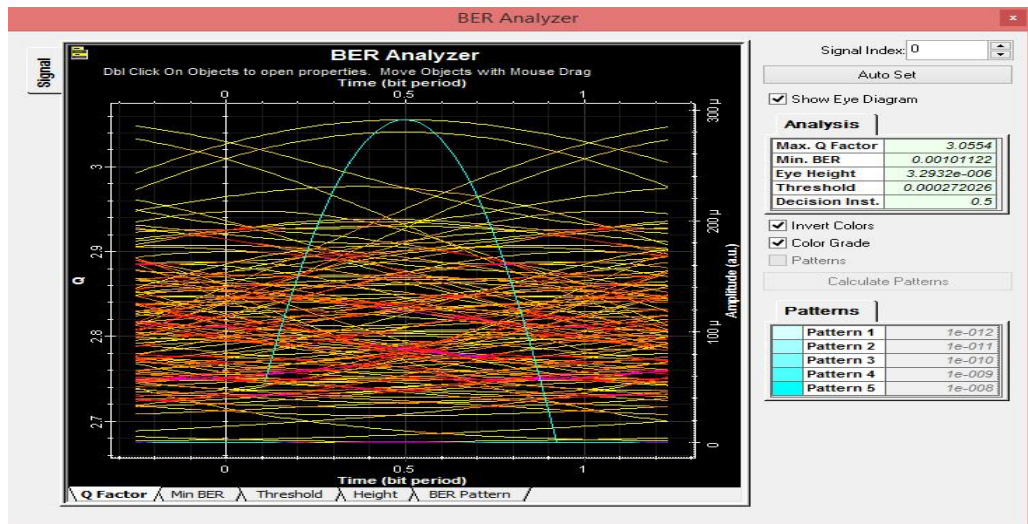 BER Analyzer
×
Signal
BER Analyzer
Dbl Click On Objects to open properties. Move Objects with Mouse Drag
Time (bit period)
0 0.5 1
3
2.9
2.8
2.7
Q
300 µ
200 µ
100 µ
0
Amplitude (a.u.)
0 0.5 1
Time (bit period)
Q Factor Min BER Threshold Height BER Pattern
Signal Index: 0
Auto Set
Show Eye Diagram
Analysis
Max. Q Factor 3.0554
Min. BER 0.00101122
Eye Height 3.2932e-006
Threshold 0.000272026
Decision Inst. 0.5
Invert Colors
Color Grade
Patterns
Calculate Patterns
Patterns
Pattern 1 1e-012
Pattern 2 1e-011
Pattern 3 1e-010
Pattern 4 1e-009
Pattern 5 1e-008